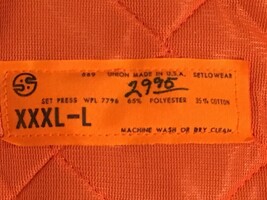 UNION MADE IN U.S.A. SETLOWEAR
2995
SET PRESS WPL 7796 65% POLYESTER 35% COTTON
XXXL-L
MACHINE WASH OR DRY CLEAN